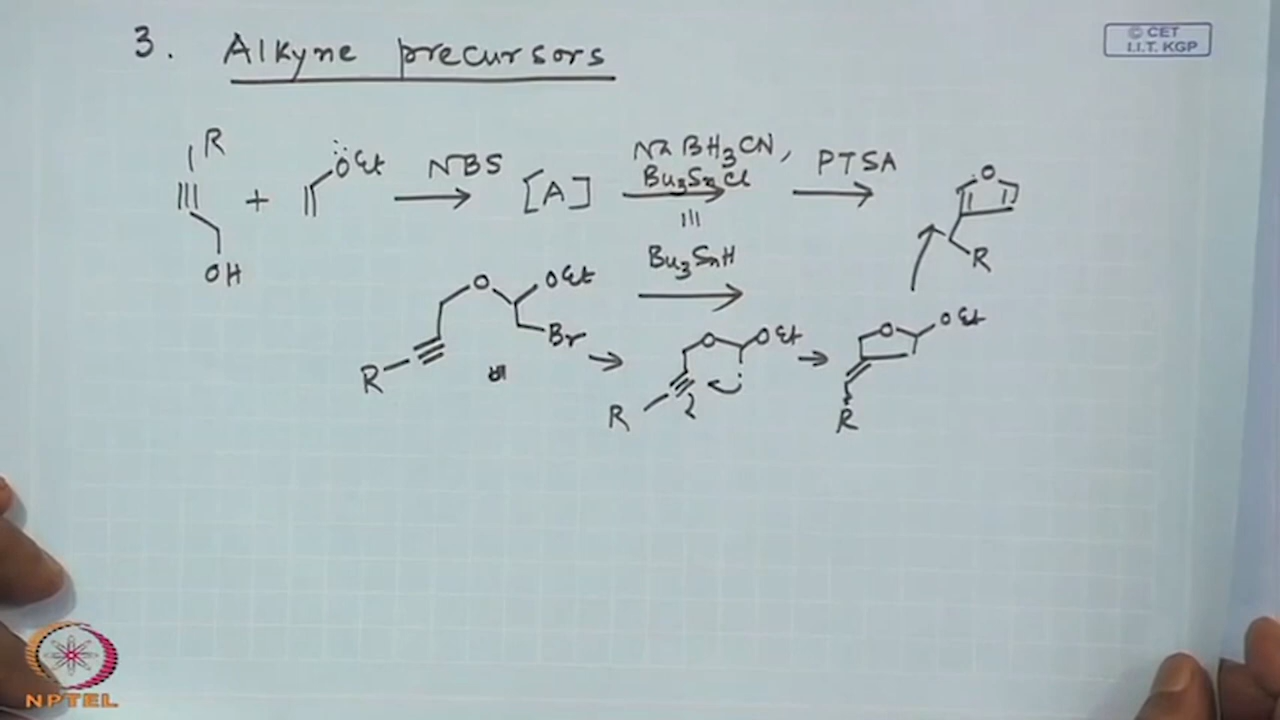 3. Alkyne precursors
© CET
I.I.T. KGP
R
OH
+
OEt
NBS
[A]
NaBH3CN,
Bu3SnCl
Bu3SnH
PTSA
O
R
O
OEt
Br
R
O
OEt
R
O
OEt
R
NPTEL